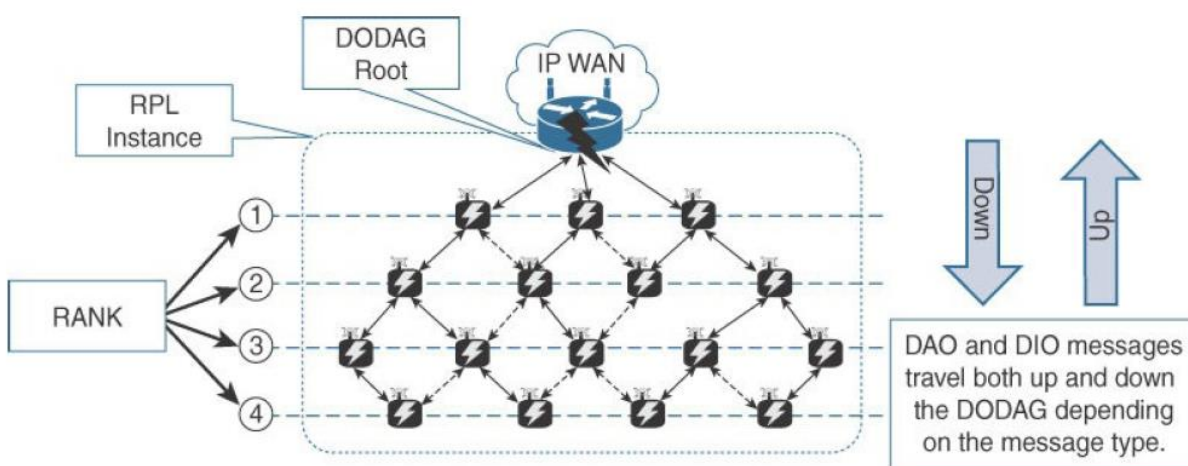 DODAG
Root
IP WAN
RPL
Instance
RANK
1
2
3
4
Down
Up
DAO and DIO messages
travel both up and down
the DODAG depending
on the message type.